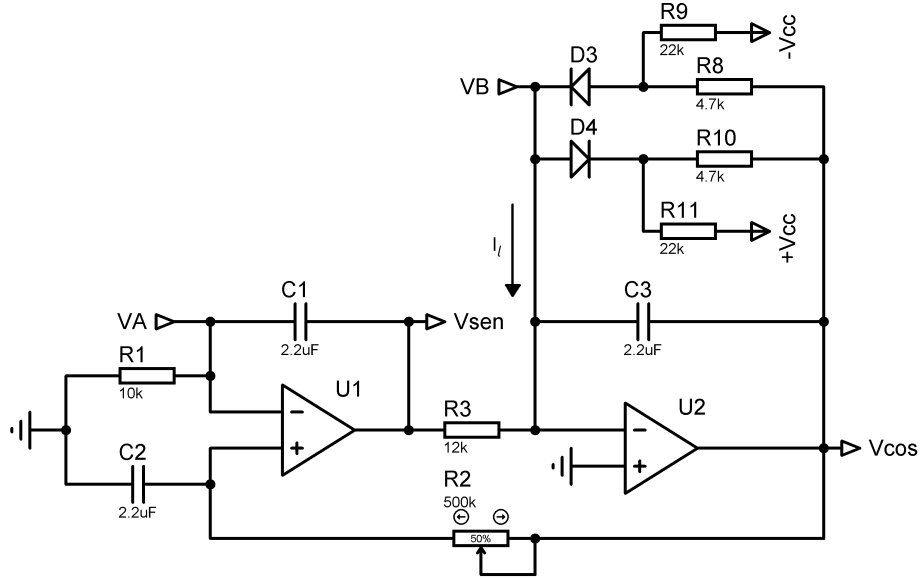 R9
22k
-Vcc
D3
R8
4.7k
VB
D4
R10
4.7k
R11
22k
+Vcc
I_l
C1
C3
VA
Vsen
2.2uF
2.2uF
R1
10k
U1
U2
R3
12k
C2
2.2uF
Vcos
R2
500k
50%